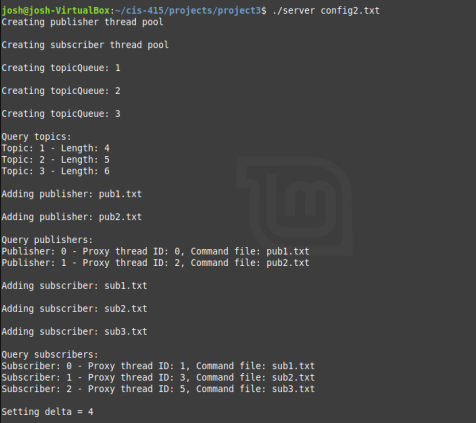 josh@josh-VirtualBox:~/cis-415/projects/project3$ ./server config2.txt
Creating publisher thread pool
Creating subscriber thread pool
Creating topicQueue: 1
Creating topicQueue: 2
Creating topicQueue: 3
Query topics:
Topic: 1 - Length: 4
Topic: 2 - Length: 5
Topic: 3 - Length: 6
Adding publisher: pub1.txt
Adding publisher: pub2.txt
Query publishers:
Publisher: 0 - Proxy thread ID: 0, Command file: pub1.txt
Publisher: 1 - Proxy thread ID: 2, Command file: pub2.txt
Adding subscriber: sub1.txt
Adding subscriber: sub2.txt
Adding subscriber: sub3.txt
Query subscribers:
Subscriber: 0 - Proxy thread ID: 1, Command file: sub1.txt
Subscriber: 1 - Proxy thread ID: 3, Command file: sub2.txt
Subscriber: 2 - Proxy thread ID: 5, Command file: sub3.txt
Setting delta = 4